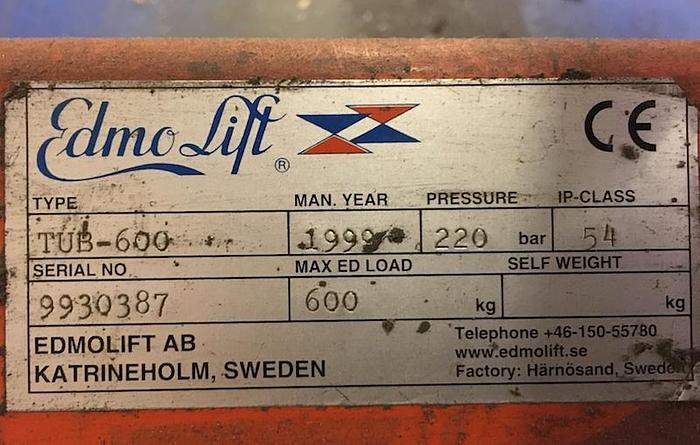 Edmo Lift ®
CE
TYPE MAN. YEAR PRESSURE IP-CLASS
TUB-600 1999 220 bar 54
SERIAL NO MAX ED LOAD SELF WEIGHT
9930387 600 kg kg
EDMOLIFT AB
KATRINEHOLM, SWEDEN
Telephone +46-150-55780
www.edmolift.se
Factory: Härnösand, Sweden